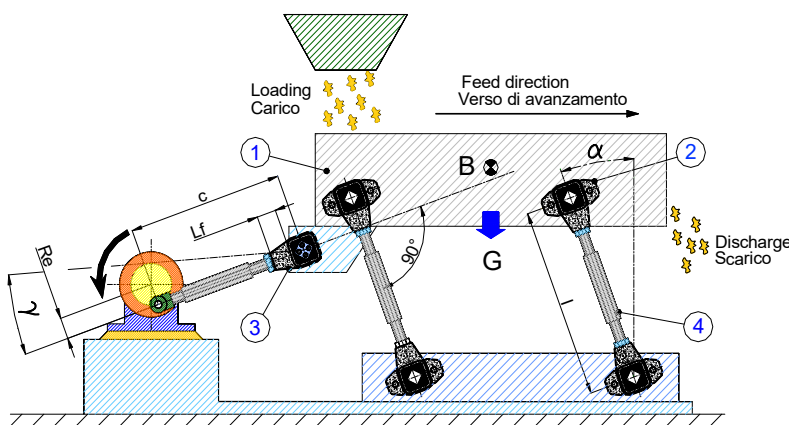 Loading
Carico
Feed direction
Verso di avanzamento
1
B
α
2
c
Lf
Re
90°
G
l
Discharge
Scarico
γ
3
4